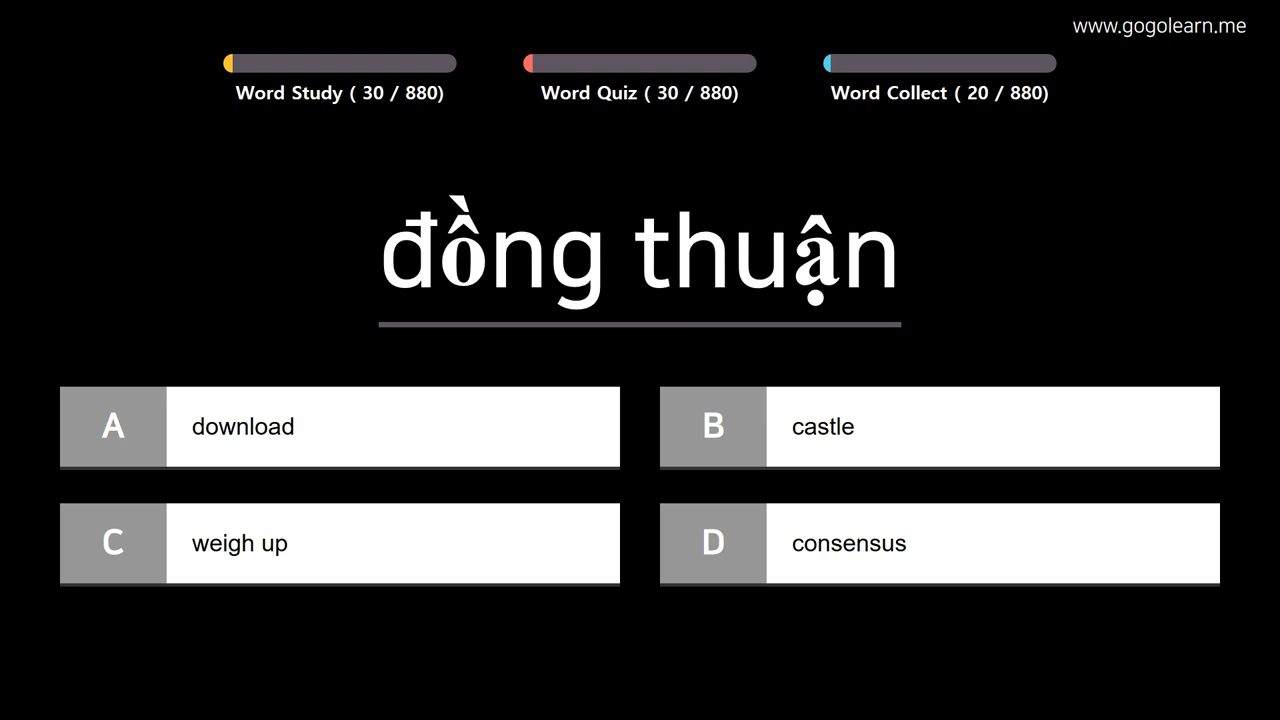 www.gogolearn.me
Word Study ( 30 / 880)
Word Quiz ( 30 / 880)
Word Collect ( 20 / 880)
đồng thuận
A download
B castle
C weigh up
D consensus